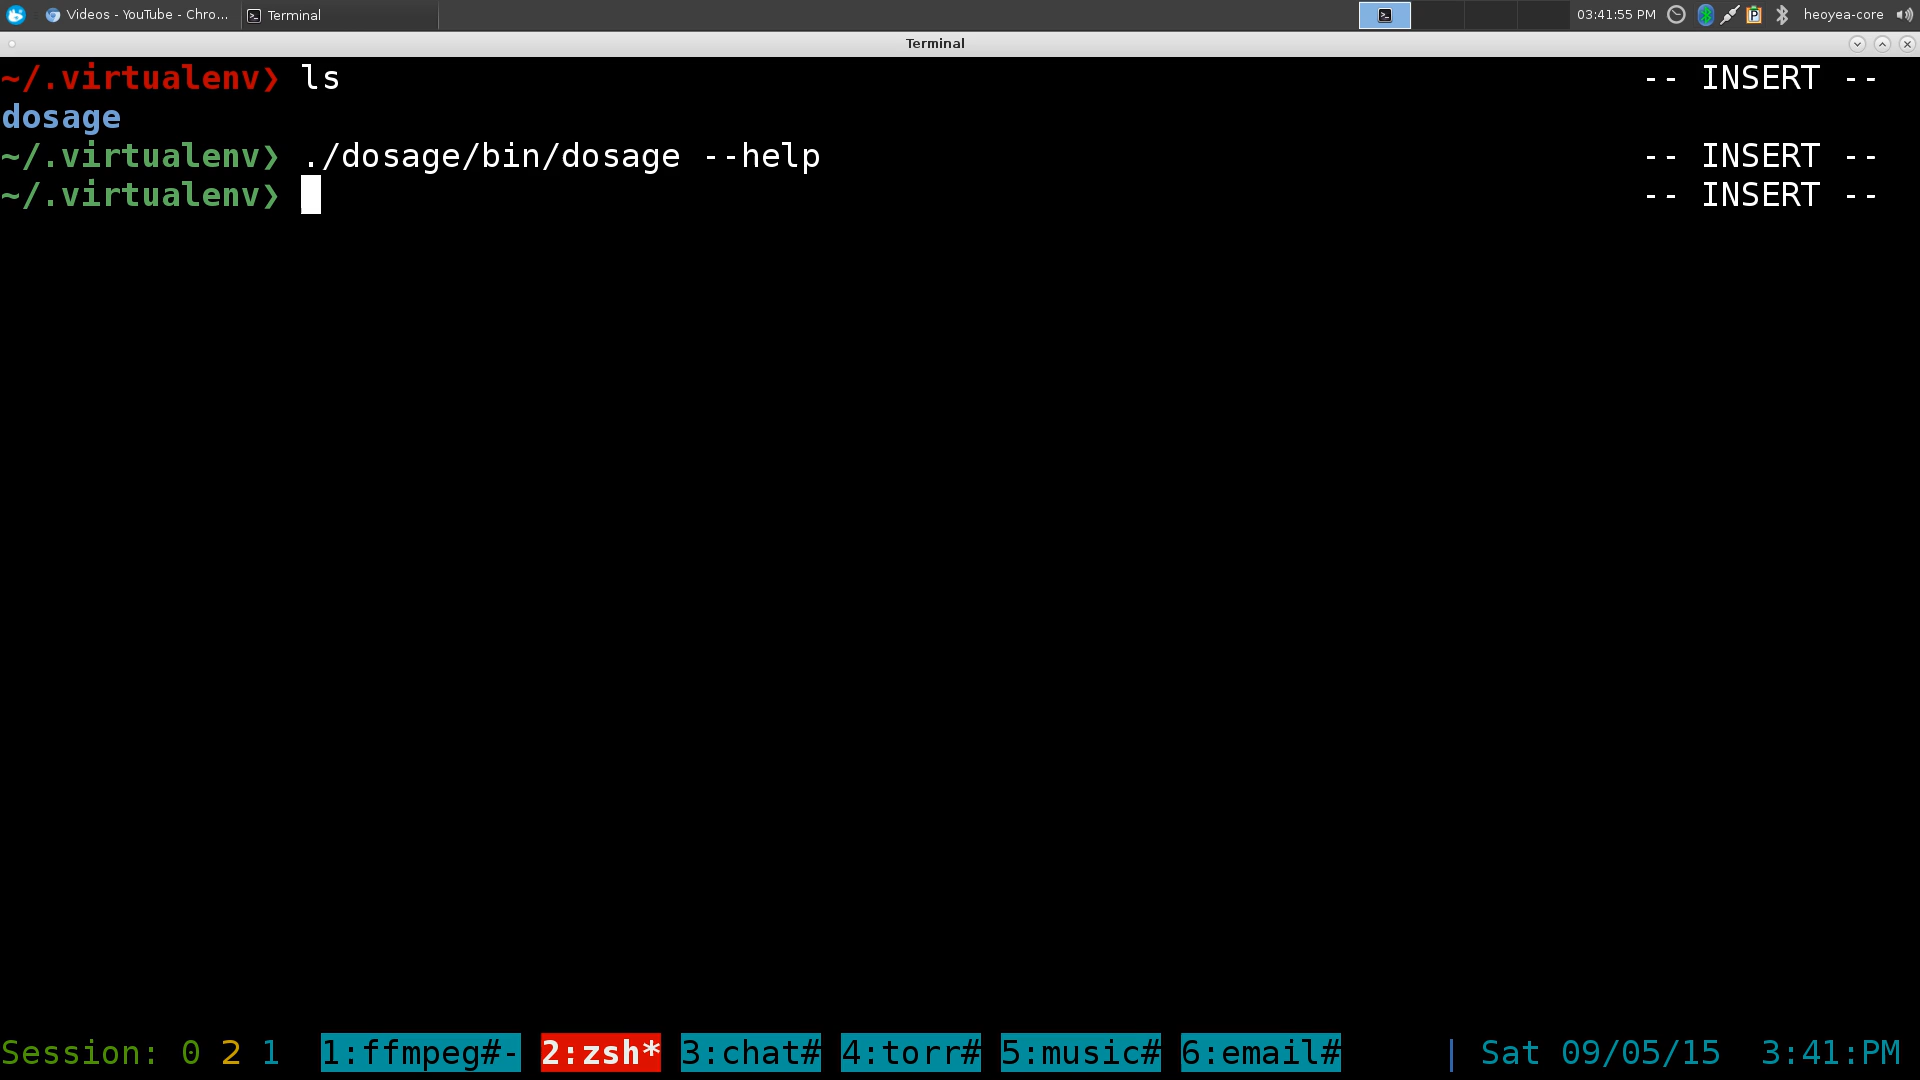 Videos - YouTube - Chro... Terminal 03:41:55 PM heoyea-core
Terminal
~/.virtualenv❯ ls -- INSERT --
dosage
~/.virtualenv❯ ./dosage/bin/dosage --help -- INSERT --
~/.virtualenv❯ -- INSERT --
Session: 0 2 1 1:ffmpeg#- 2:zsh* 3:chat# 4:torr# 5:music# 6:email# | Sat 09/05/15 3:41:PM